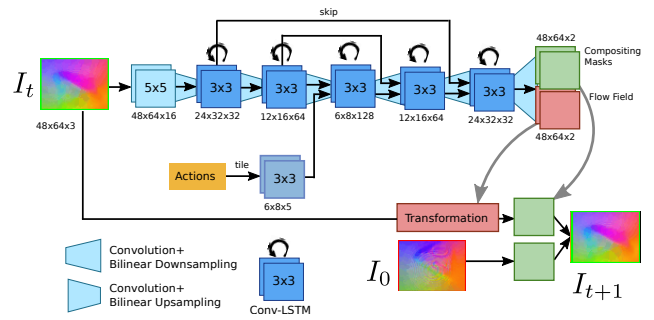 skip
48x64x2
Compositing
Masks
I_t
5x5
3x3
3x3
3x3
3x3
3x3
Flow Field
48x64x3
48x64x16
24x32x32
12x16x64
6x8x128
12x16x64
24x32x32
48x64x2
tile
Actions
3x3
6x8x5
Transformation
Convolution+
Bilinear Downsampling
I_0
I_{t+1}
Convolution+
Bilinear Upsampling
3x3
Conv-LSTM